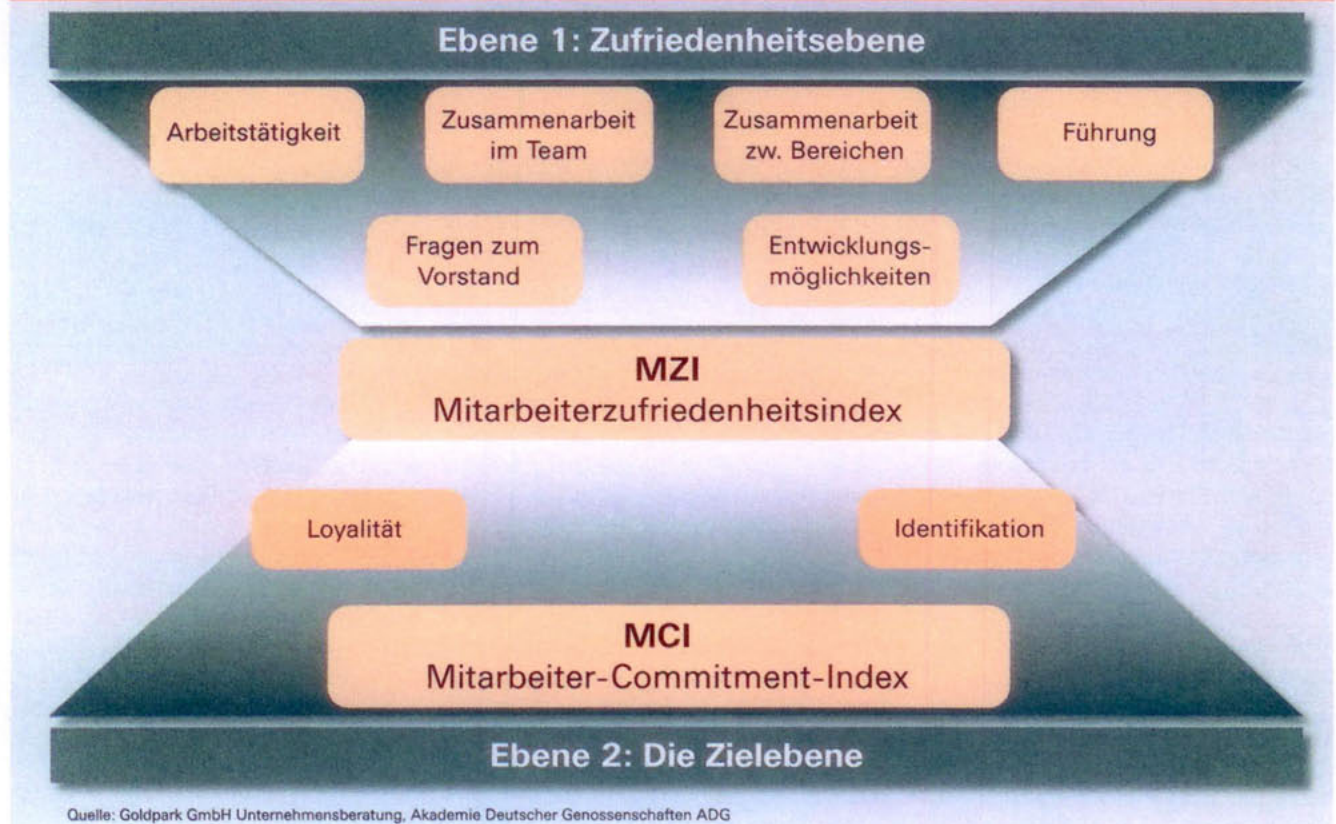 Ebene 1: Zufriedenheitsebene
Arbeitstätigkeit
Zusammenarbeit
im Team
Zusammenarbeit
zw. Bereichen
Führung
Fragen zum
Vorstand
Entwicklungs-
möglichkeiten
MZI
Mitarbeiterzufriedenheitsindex
Loyalität
Identifikation
MCI
Mitarbeiter-Commitment-Index
Ebene 2: Die Zielebene
Quelle: Goldpark GmbH Unternehmensberatung, Akademie Deutscher Genossenschaften ADG